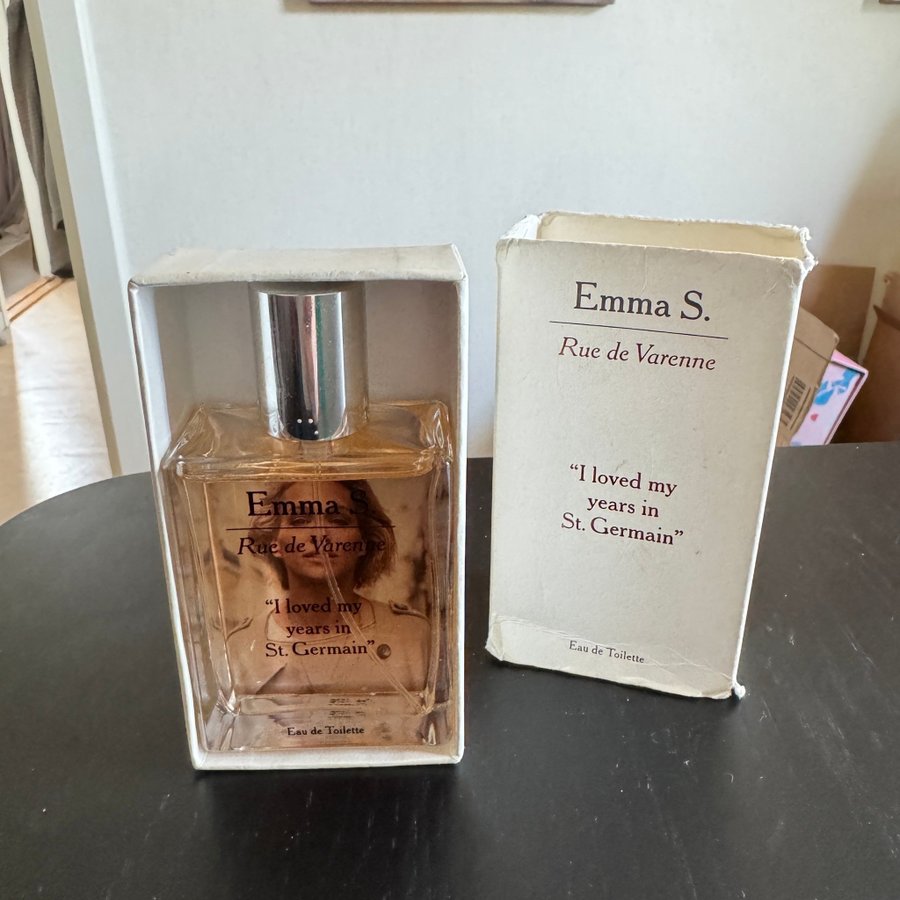 Emma S.
Rue de Varenne
“I loved my
years in
St. Germain”
Eau de Toilette
Emma S.
Rue de Varenne
“I loved my
years in
St. Germain”
Eau de Toilette